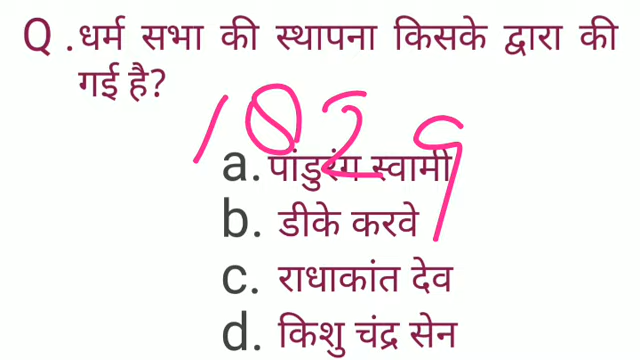 Q .धर्म सभा की स्थापना किसके द्वारा की
गई है?
1829
a. पांडुरंग स्वामी
b. डीके करवे
c. राधाकांत देव
d. किशु चंद्र सेन